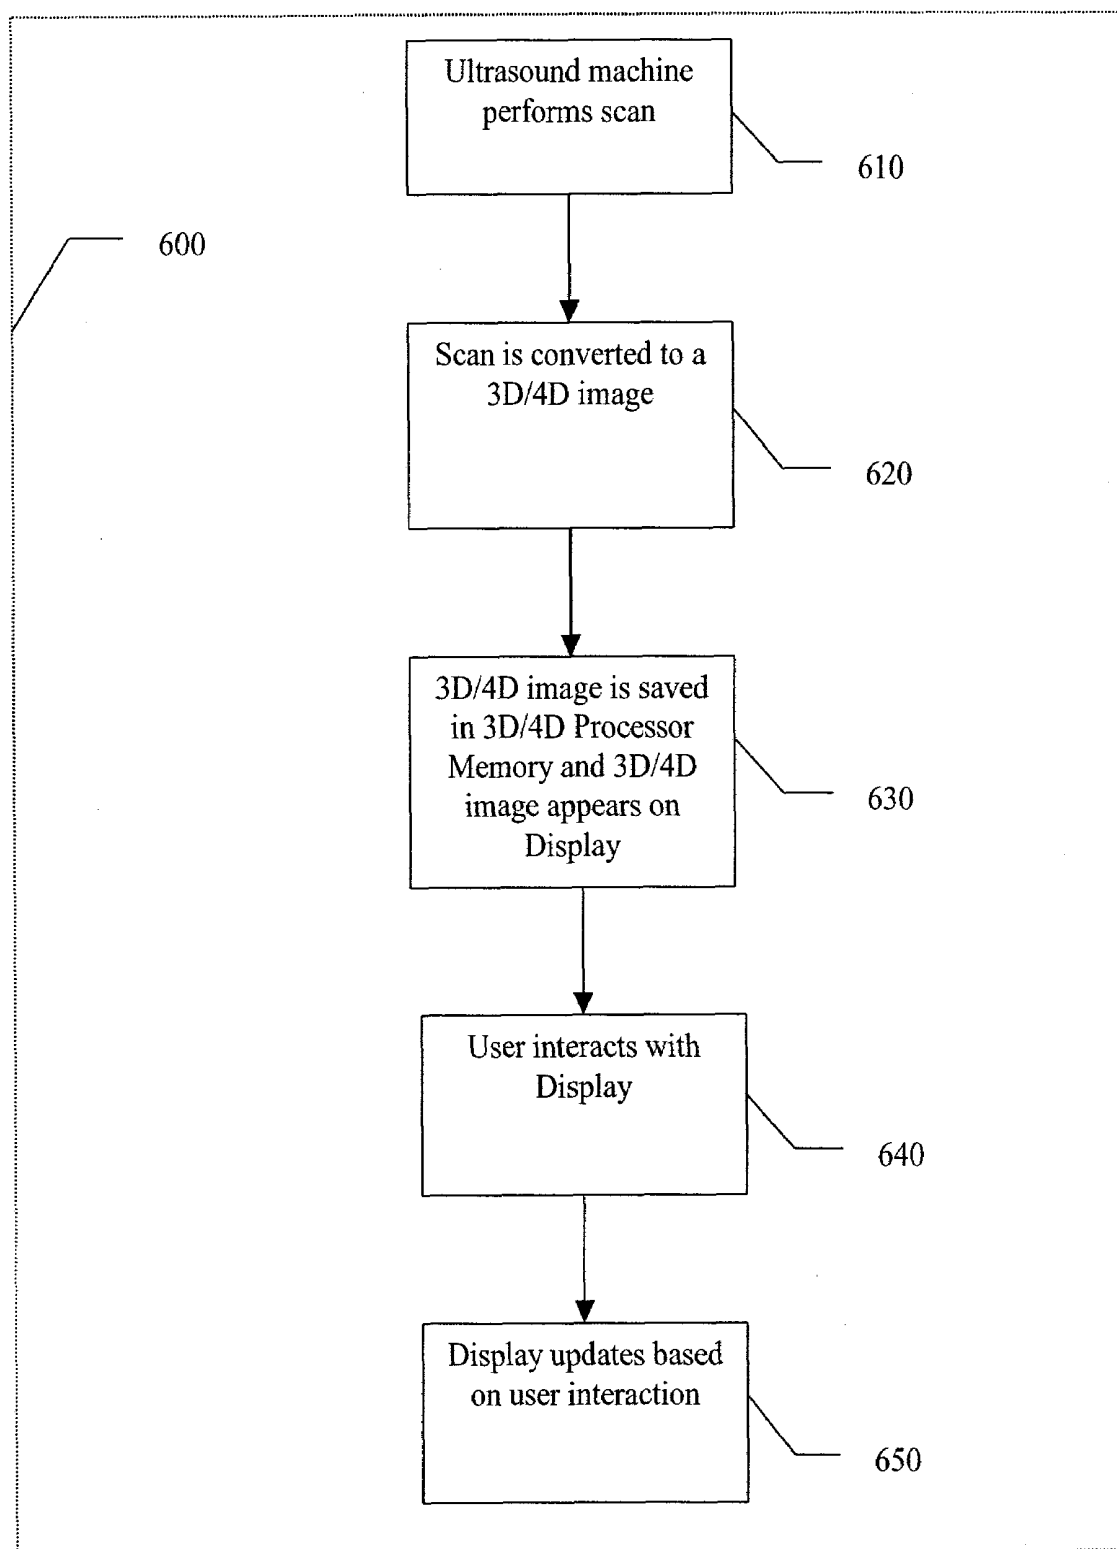 Ultrasound machine
performs scan
610
600
Scan is converted to a
3D/4D image
620
3D/4D image is saved
in 3D/4D Processor
Memory and 3D/4D
image appears on
Display
630
User interacts with
Display
640
Display updates based
on user interaction
650